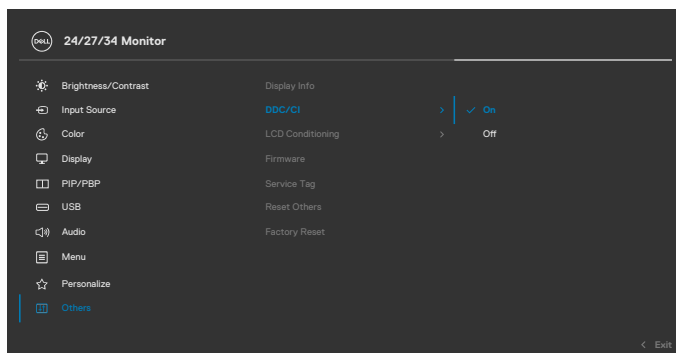 DELL 24/27/34 Monitor
Brightness/Contrast Display Info
Input Source DDC/CI > ✓ On
Color LCD Conditioning > Off
Display Firmware
PIP/PBP Service Tag
USB Reset Others
Audio Factory Reset
Menu
Personalize
Others
< Exit